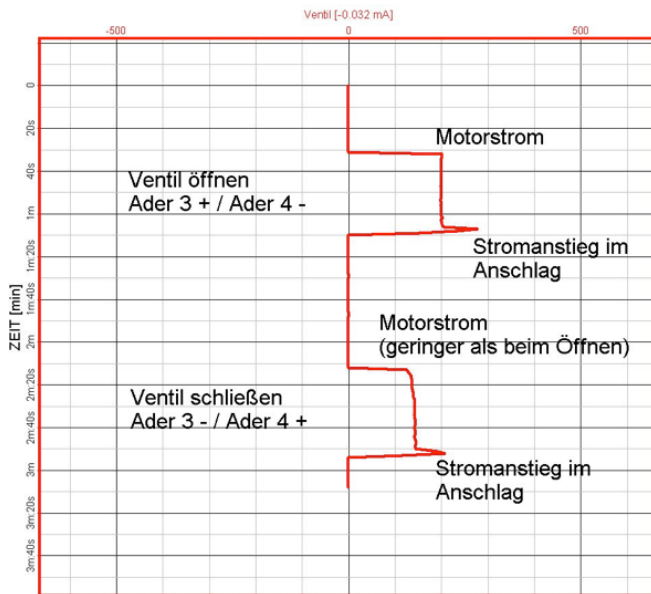 Ventil [-0.032 mA]
-500
0
500
0
20s
40s
1m
1m:20s
1m:40s
2m
2m:20s
2m:40s
3m
3m:20s
3m:40s
ZEIT [min]
Motorstrom
Ventil öffnen
Ader 3 + / Ader 4 -
Stromanstieg im
Anschlag
Motorstrom
(geringer als beim Öffnen)
Ventil schließen
Ader 3 - / Ader 4 +
Stromanstieg im
Anschlag